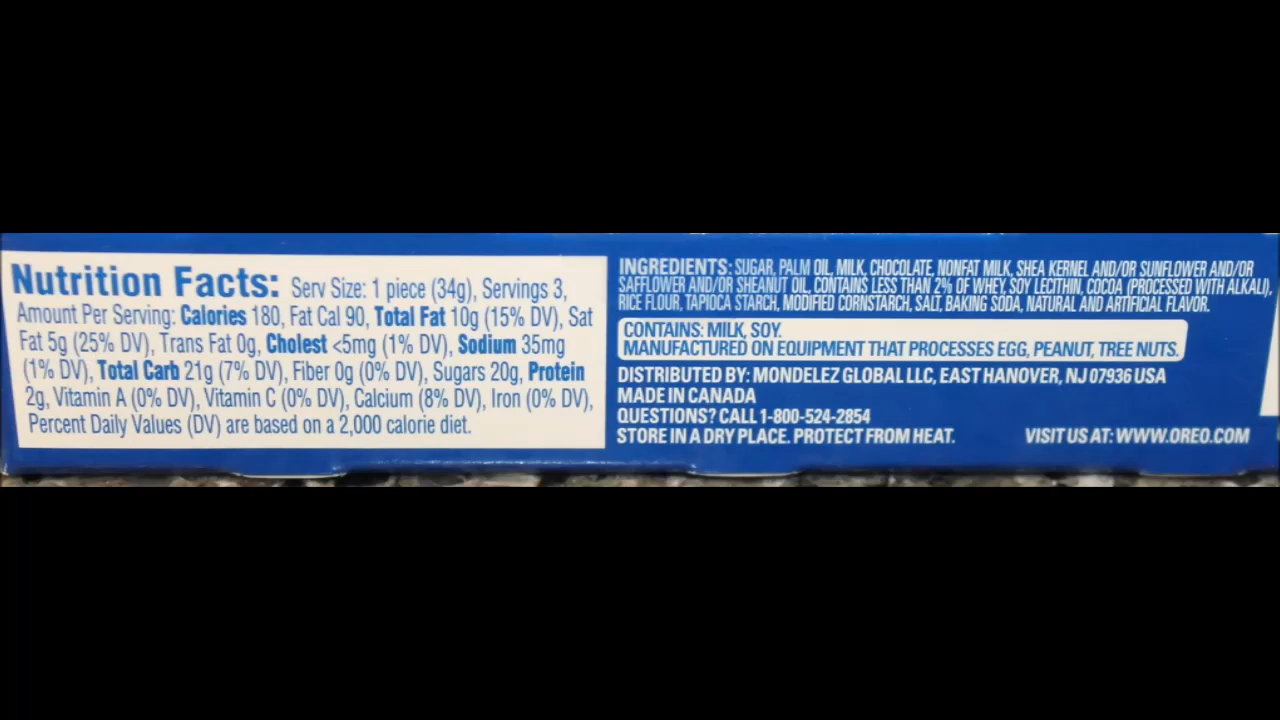 Nutrition Facts: Serv Size: 1 piece (34g), Servings 3,
Amount Per Serving: Calories 180, Fat Cal 90, Total Fat 10g (15% DV), Sat
Fat 5g (25% DV), Trans Fat 0g, Cholest <5mg (1% DV), Sodium 35mg
(1% DV), Total Carb 21g (7% DV), Fiber 0g (0% DV), Sugars 20g, Protein
2g, Vitamin A (0% DV), Vitamin C (0% DV), Calcium (8% DV), Iron (0% DV),
Percent Daily Values (DV) are based on a 2,000 calorie diet.
INGREDIENTS: SUGAR, PALM OIL, MILK, CHOCOLATE, NONFAT MILK, SHEA KERNEL AND/OR SUNFLOWER AND/OR
SAFFLOWER AND/OR SHEANUT OIL, CONTAINS LESS THAN 2% OF WHEY, SOY LECITHIN, COCOA (PROCESSED WITH ALKALI),
RICE FLOUR, TAPIOCA STARCH, MODIFIED CORNSTARCH, SALT, BAKING SODA, NATURAL AND ARTIFICIAL FLAVOR.
CONTAINS: MILK, SOY.
MANUFACTURED ON EQUIPMENT THAT PROCESSES EGG, PEANUT, TREE NUTS.
DISTRIBUTED BY: MONDELEZ GLOBAL LLC, EAST HANOVER, NJ 07936 USA
MADE IN CANADA
QUESTIONS? CALL 1-800-524-2854
STORE IN A DRY PLACE. PROTECT FROM HEAT.
VISIT US AT: WWW.OREO.COM